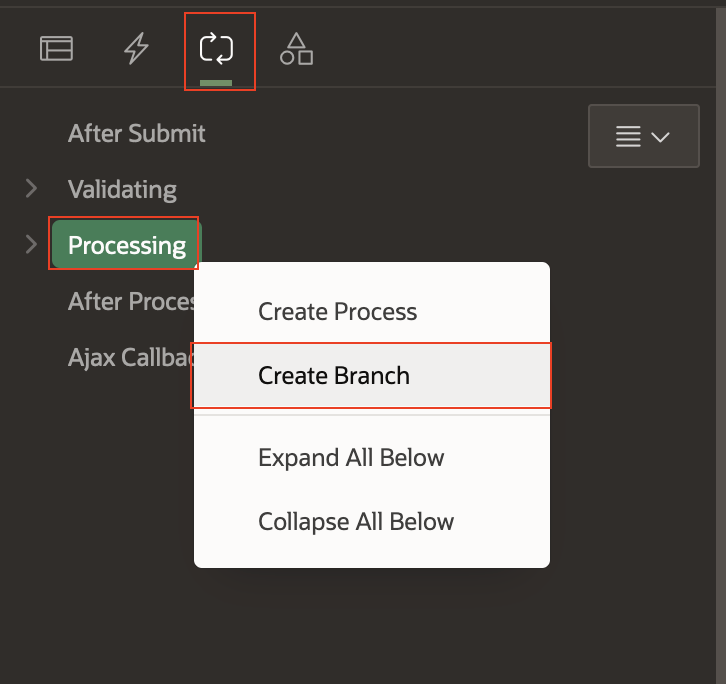 After Submit
Validating
Processing
After Proces
Ajax Callbac
Create Process
Create Branch
Expand All Below
Collapse All Below